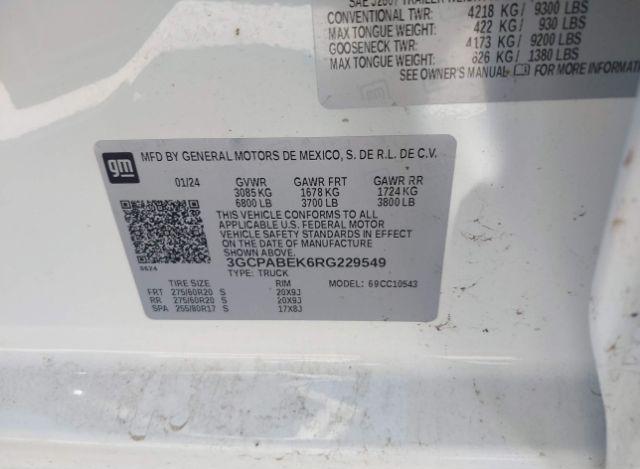 SAE J2807 TRAILER WEIGHT
CONVENTIONAL TWR: 4218 KG/ 9300 LBS
MAX TONGUE WEIGHT: 422 KG/ 930 LBS
GOOSENECK TWR: 4173 KG/ 9200 LBS
MAX TONGUE WEIGHT: 626 KG/ 1380 LBS
SEE OWNER'S MANUAL FOR MORE INFORMATI
gm
MFD BY GENERAL MOTORS DE MEXICO, S. DE R.L. DE C.V.
01/24 GVWR GAWR FRT GAWR RR
3085 KG 1678 KG 1724 KG
6800 LB 3700 LB 3800 LB
THIS VEHICLE CONFORMS TO ALL
APPLICABLE U.S. FEDERAL MOTOR
VEHICLE SAFETY STANDARDS IN EFFECT
ON THE DATE OF MANUFACTURE
SHOWN ABOVE.
3GCPABEK6RG229549
TYPE: TRUCK
TIRE SIZE RIM MODEL: 69CC10543
FRT 275/60R20 S 20X9J
RR 275/60R20 S 20X9J
SPA 255/80R17 S 17X8J